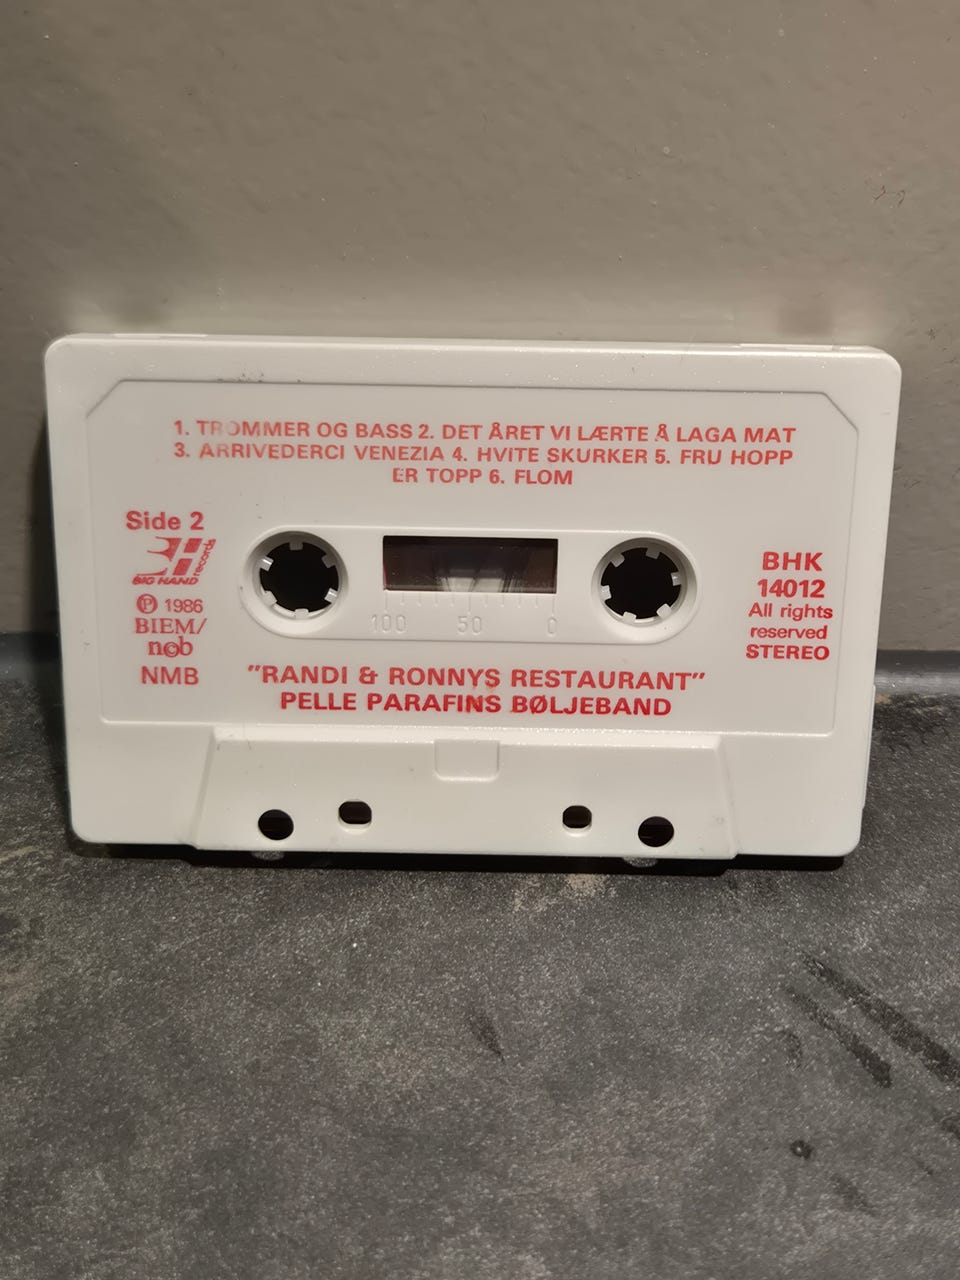 1. TROMMER OG BASS 2. DET ÅRET VI LÆRTE Å LAGA MAT
3. ARRIVEDERCI VENEZIA 4. HVITE SKURKER 5. FRU HOPP
ER TOPP 6. FLOM
Side 2
BIG HAND records
Ⓟ 1986
BIEM/
n©b
NMB
BHK
14012
All rights
reserved
STEREO
100 50 0
"RANDI & RONNYS RESTAURANT"
PELLE PARAFINS BØLJEBAND